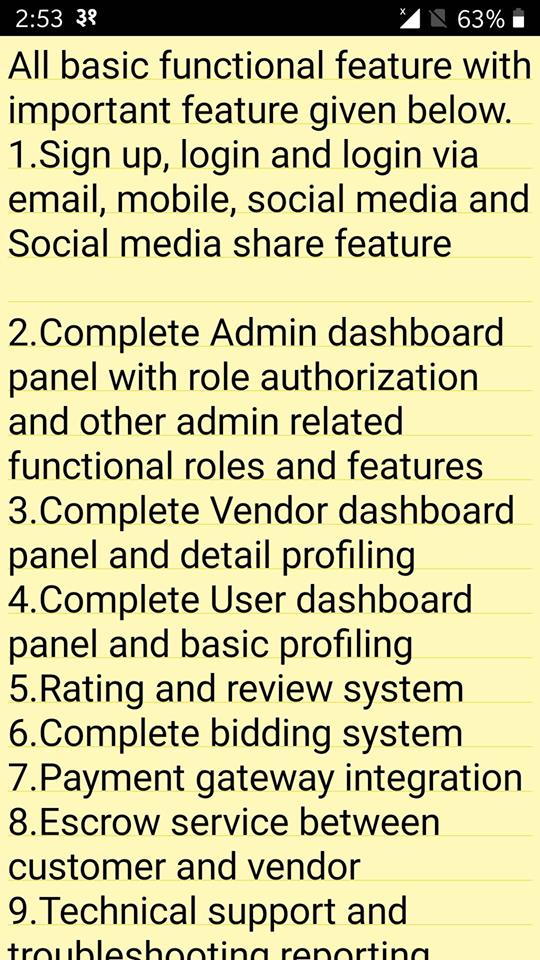 2:53 ३१ x 63%
All basic functional feature with
important feature given below.
1.Sign up, login and login via
email, mobile, social media and
Social media share feature
2.Complete Admin dashboard
panel with role authorization
and other admin related
functional roles and features
3.Complete Vendor dashboard
panel and detail profiling
4.Complete User dashboard
panel and basic profiling
5.Rating and review system
6.Complete bidding system
7.Payment gateway integration
8.Escrow service between
customer and vendor
9.Technical support and
troubleshooting reporting